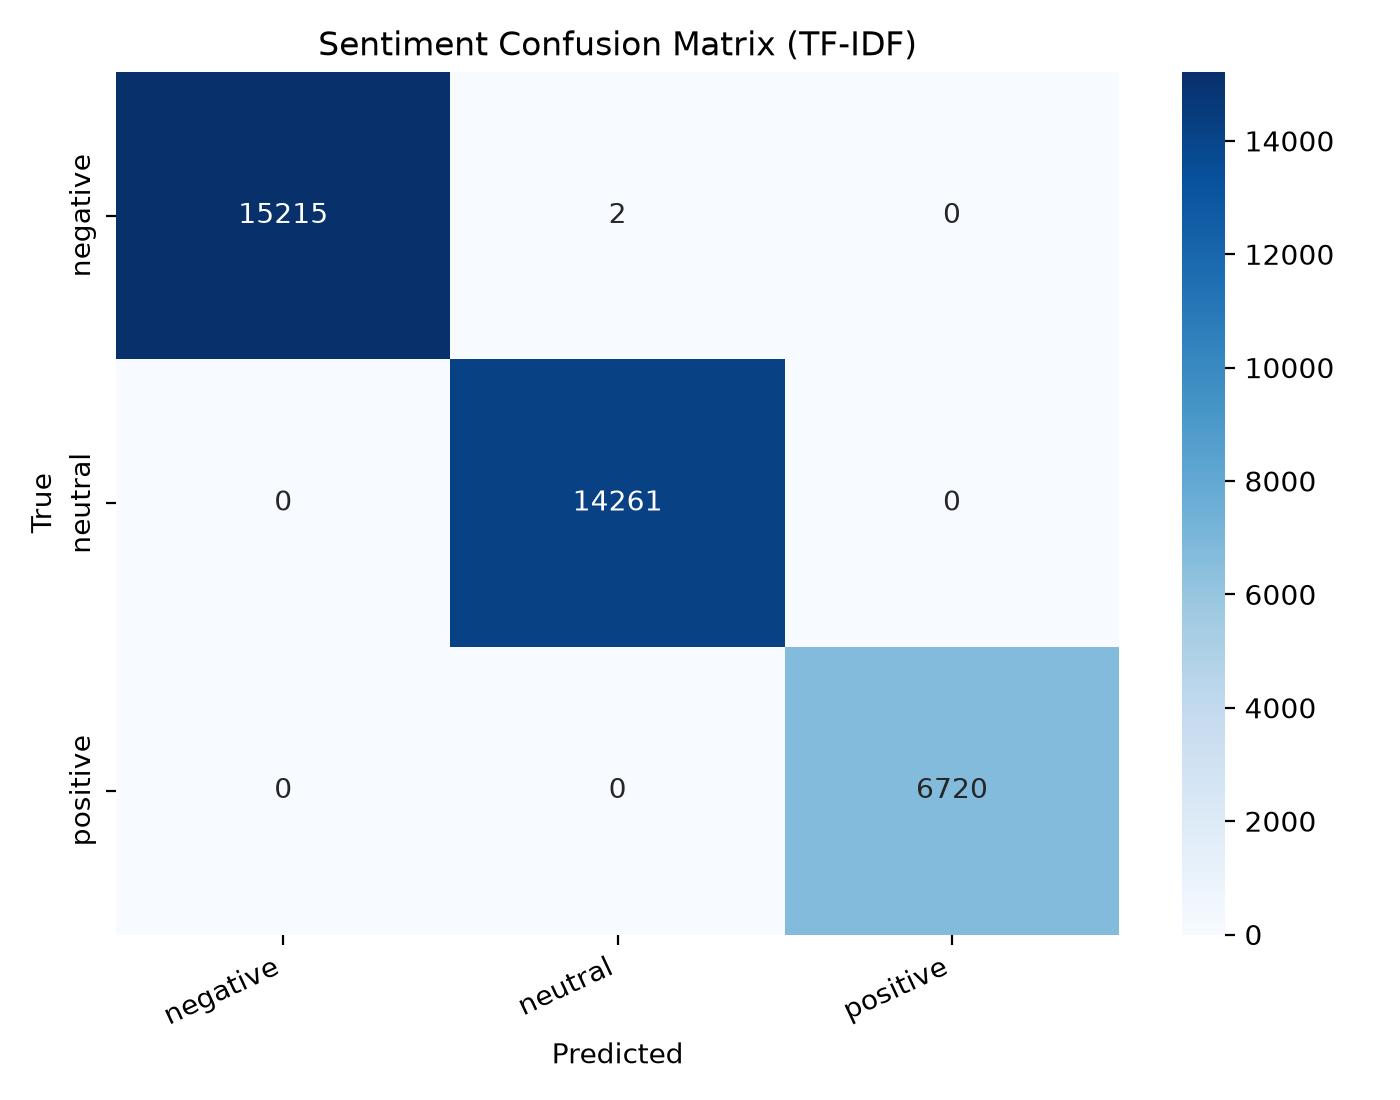 Sentiment Confusion Matrix (TF-IDF)
negative
15215
2
0
neutral
0
14261
0
positive
0
0
6720
True
negative
neutral
positive
Predicted
14000
12000
10000
8000
6000
4000
2000
0